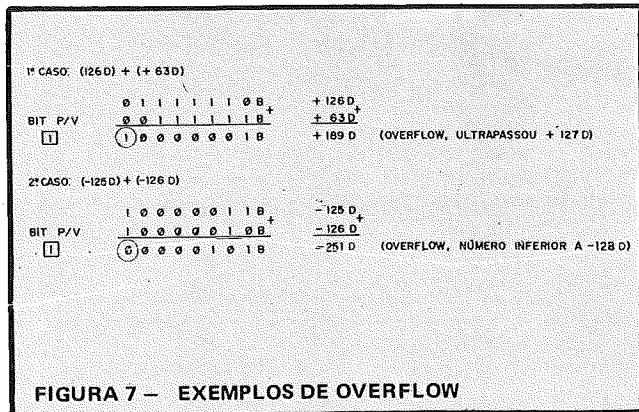 1º CASO: (126D) + (+ 63D)
0 1 1 1 1 1 1 0 B + + 126 D +
BIT P/V 0 0 1 1 1 1 1 1 B + 63 D
1 1 0 0 0 0 0 0 1 B + 189 D (OVERFLOW, ULTRAPASSOU + 127 D)
2º CASO: (-125 D) + (-126 D)
1 0 0 0 0 0 1 1 B + - 125 D +
BIT P/V 1 0 0 0 0 0 1 0 B - 126 D
1 0 0 0 0 0 1 0 1 B - 251 D (OVERFLOW, NÚMERO INFERIOR A -128 D)
FIGURA 7 – EXEMPLOS DE OVERFLOW